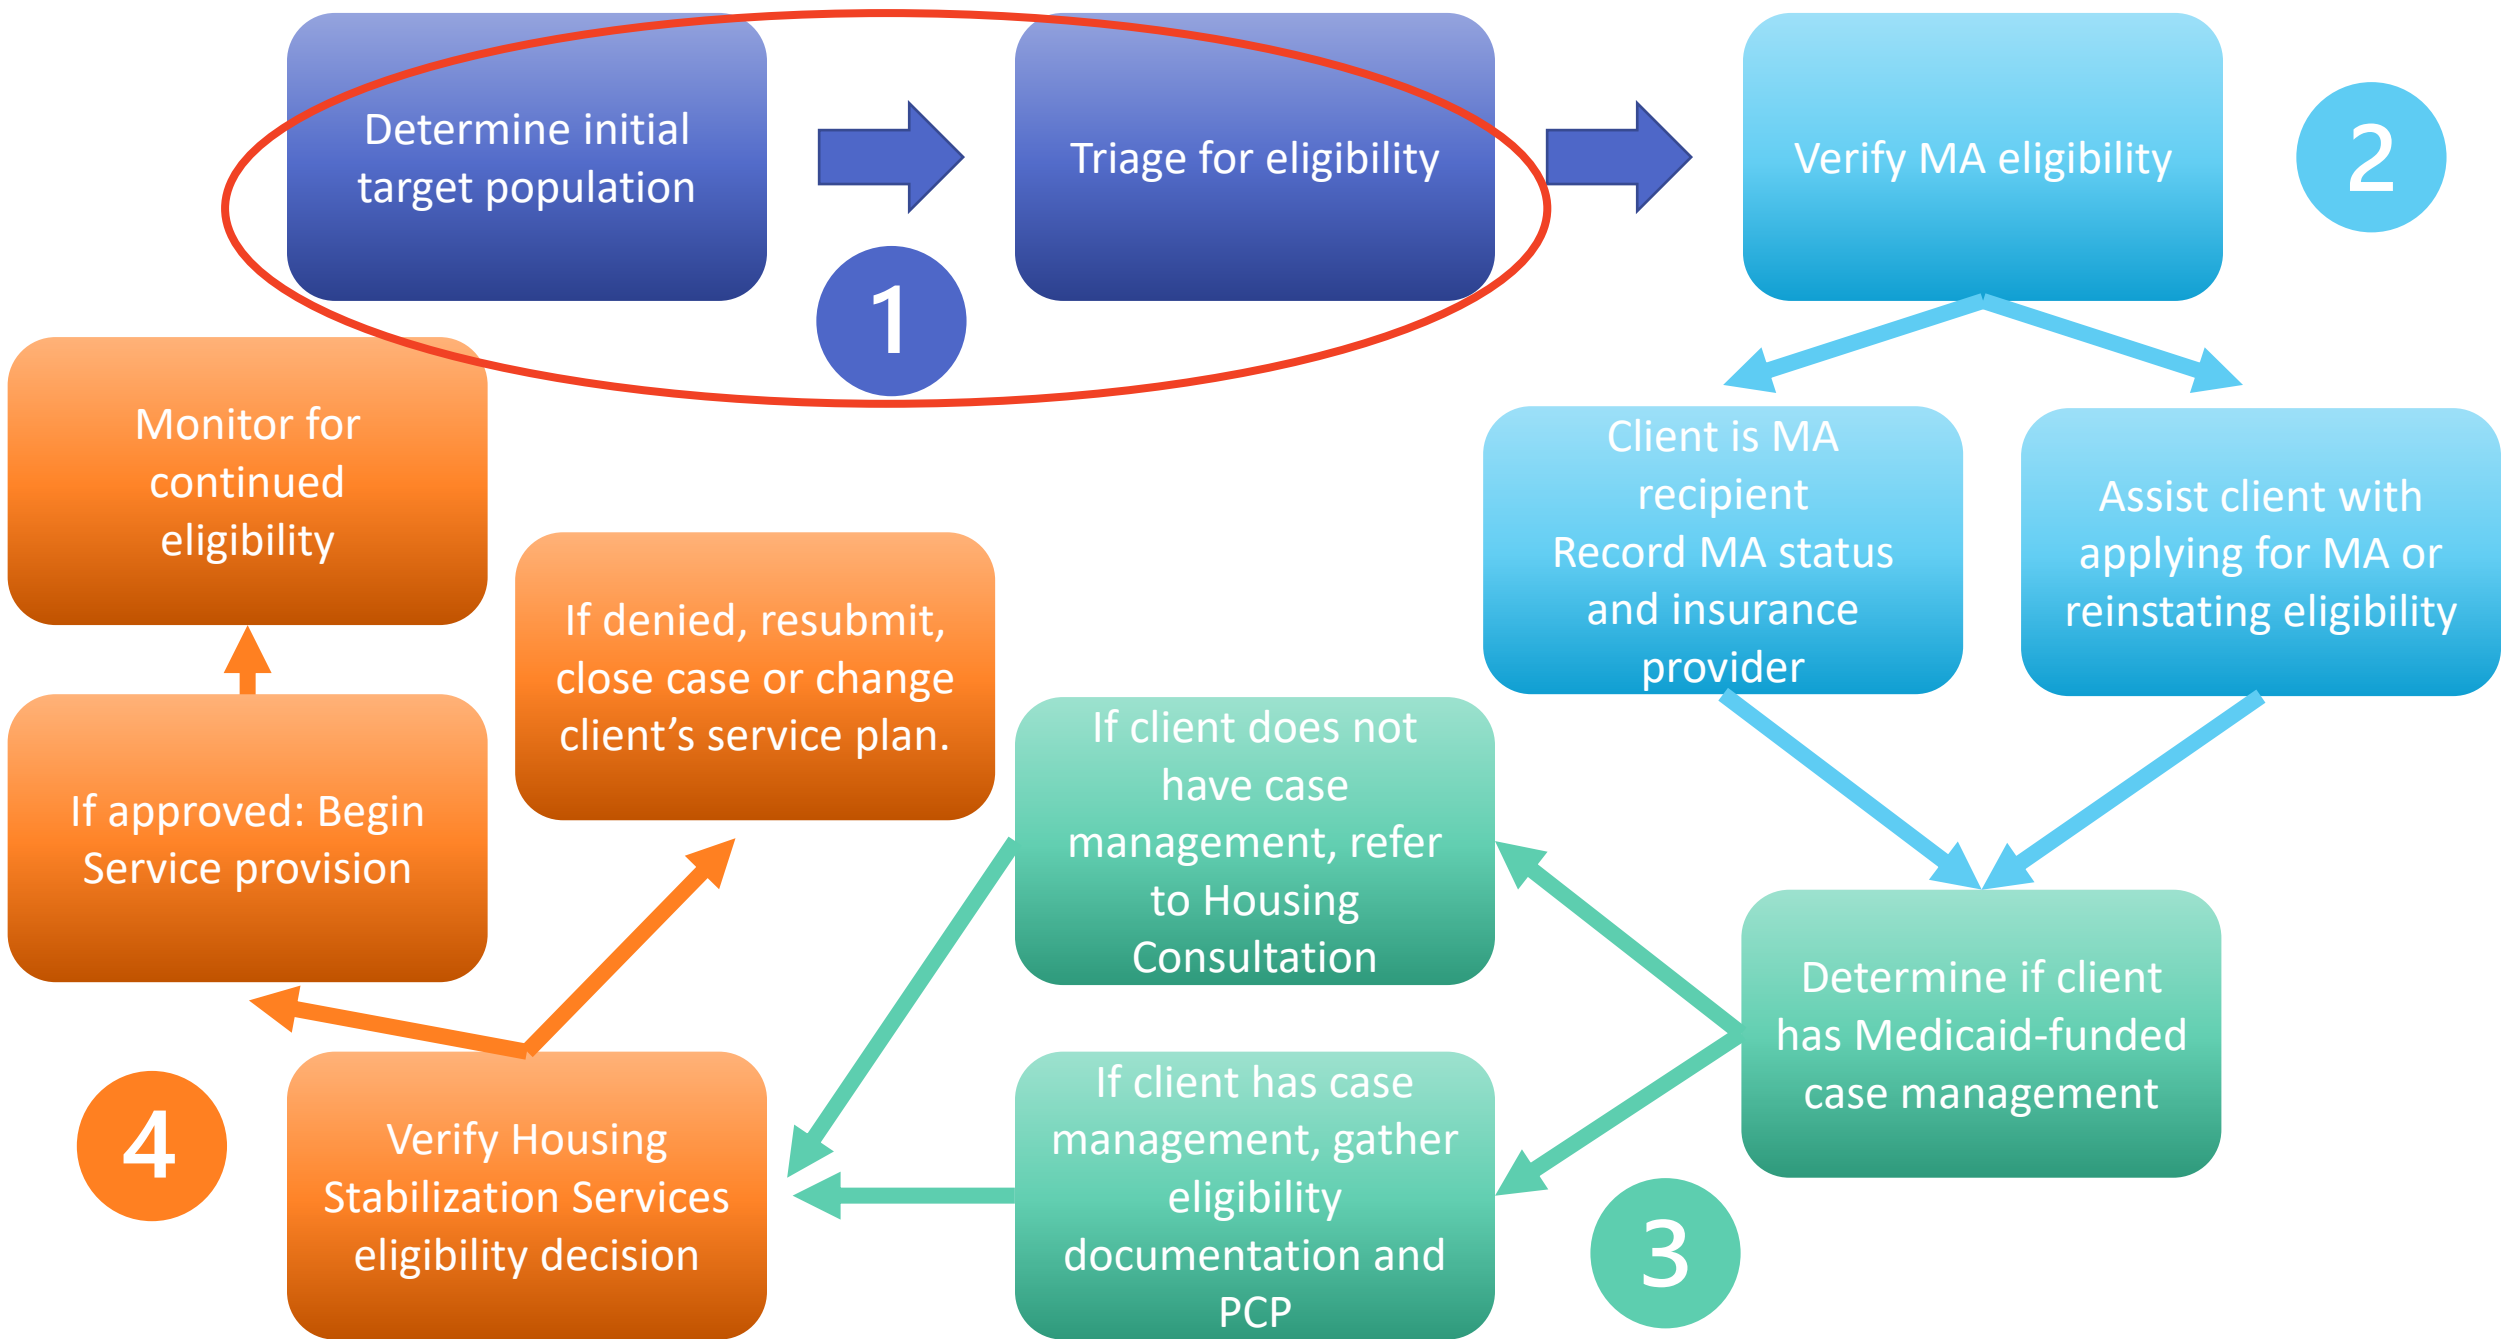 Determine initial
target population
Triage for eligibility
Verify MA eligibility
2
1
Client is MA
recipient
Record MA status
and insurance
provider
Assist client with
applying for MA or
reinstating eligibility
Determine if client
has Medicaid-funded
case management
3
If client does not
have case
management, refer
to Housing
Consultation
If client has case
management, gather
eligibility
documentation and
PCP
Verify Housing
Stabilization Services
eligibility decision
4
If denied, resubmit,
close case or change
client’s service plan.
If approved: Begin
Service provision
Monitor for
continued
eligibility